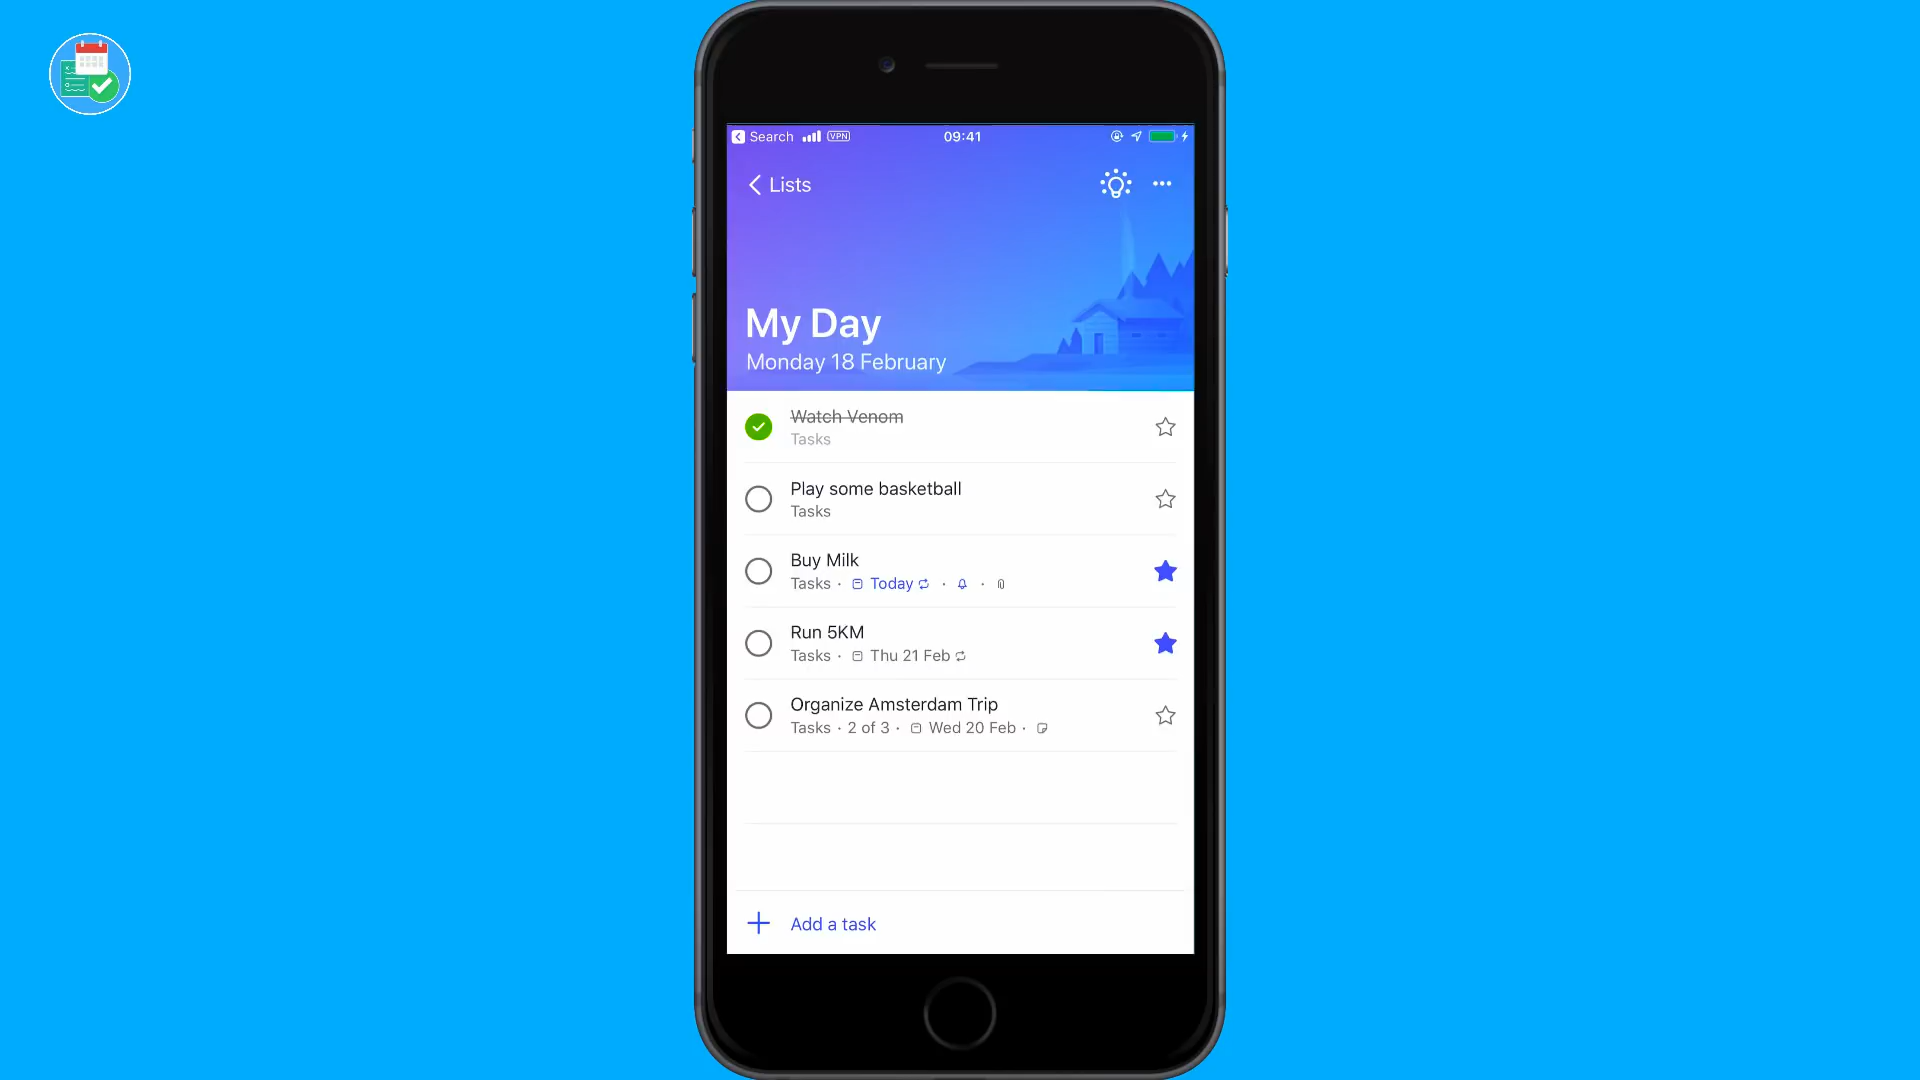 Search VPN 09:41
Lists
My Day
Monday 18 February
Watch Venom
Tasks
Play some basketball
Tasks
Buy Milk
Tasks · Today · ·
Run 5KM
Tasks · Thu 21 Feb
Organize Amsterdam Trip
Tasks · 2 of 3 · Wed 20 Feb ·
Add a task